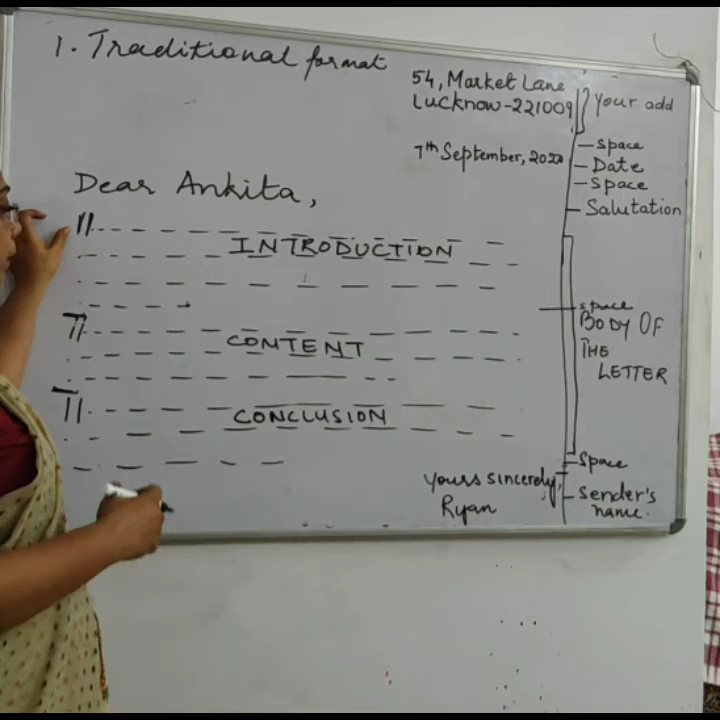 1. Traditional format
54, Market Lane
Lucknow-221009
Your add
space
7th September, 2020
Date
space
Dear Ankita,
Salutation
INTRODUCTION
space
CONTENT
BODY OF
THE
LETTER
CONCLUSION
Space
Yours sincerely,
Ryan
Sender's
name.